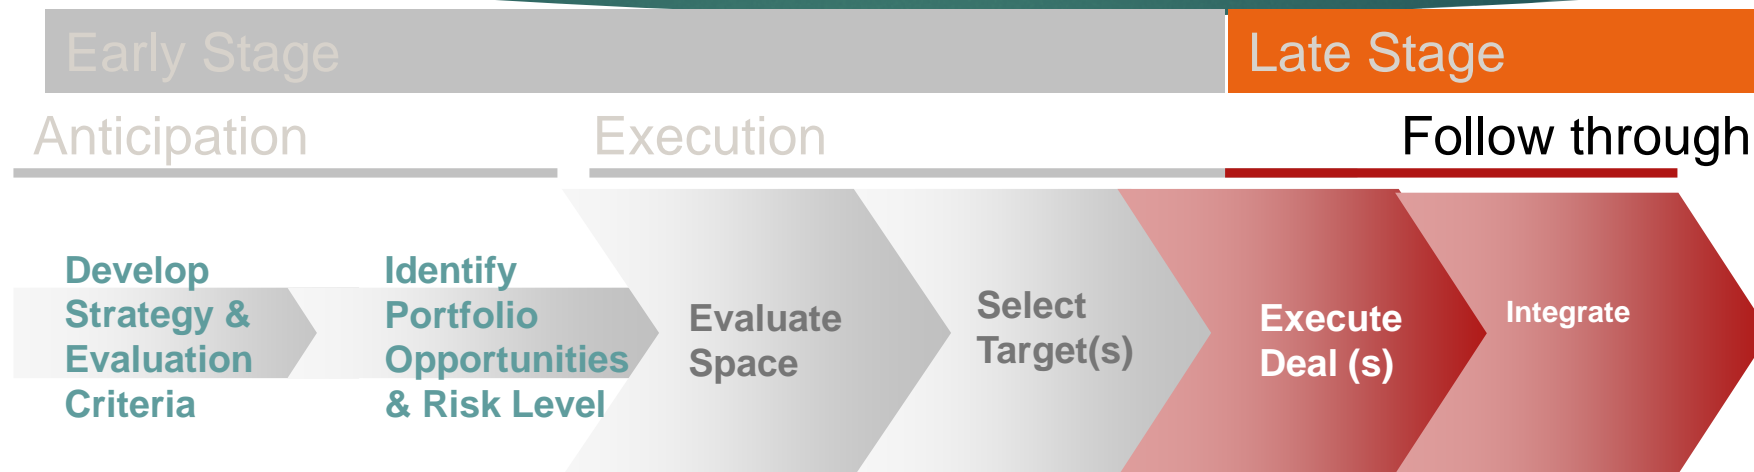 Early Stage
Late Stage
Anticipation
Execution
Follow through
Develop
Strategy &
Evaluation
Criteria
Identify
Portfolio
Opportunities
& Risk Level
Evaluate
Space
Select
Target(s)
Execute
Deal (s)
Integrate